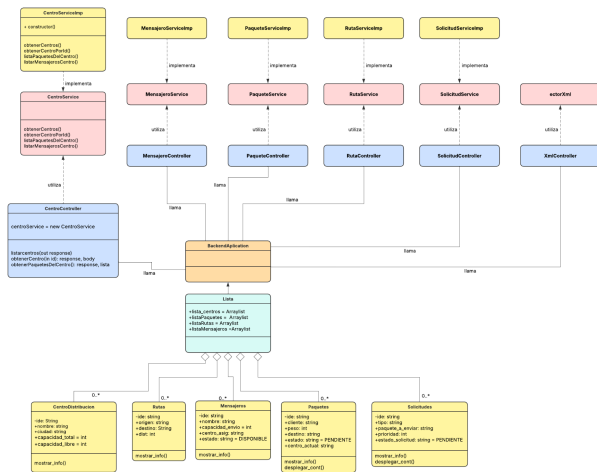 CentroServiceImp
+ constructor()
obtenerCentros()
obtenerCentroPorId()
listaPaquetesDelCentro()
listarMensajerosCentro()
MensajeroServiceImp
PaqueteServiceImp
RutaServiceImp
SolicitudServiceImp
implementa
implementa
implementa
implementa
implementa
CentroService
obtenerCentros()
obtenerCentroPorId()
listaPaquetesDelCentro()
listarMensajerosCentro()
MensajeroService
PaqueteService
RutaService
SolicitudService
ectorXml
utiliza
utiliza
utiliza
utiliza
utiliza
MensajeroController
PaqueteController
RutaController
SolicitudController
XmlController
utiliza
llama
llama
llama
llama
llama
llama
CentroController
centroService = new CentroService
listarcentros(out response)
obtenerCentro(in id): response, body
obtenerPaquetesDelCentro(): response, lista
BackendAplication
Lista
+lista_centros = Arraylist
+listaPaquetes = Arraylist
+listaRutas = Arraylist
+listaMensajeros =Arraylist
0..*
0..*
0..*
0..*
0..*
CentroDistribucion
-ide: String
+nombre: string
+ciudad: string
+capacidad_total = int
+capacidad_libre = int
mostrar_info()
Rutas
-ide: string
+origen: string
+destino: String
+dist: int
mostrar_info()
Mensajeros
-ide: string
+nombre: string
+capacidad_envio = int
+centro_asig: string
+estado: string = DISPONIBLE
mostrar_info()
Paquetes
-ide: string
+cliente: string
+peso: int
+destino: string
+estado: string = PENDIENTE
+centro_actual: string
mostrar_info()
desplegar_cont()
Solicitudes
-ide: string
+tipo: string
+paquete_a_enviar: string
+prioridad: int
+estado_solicitud: string = PENDIENTE
mostrar_info()
desplegar_cont()